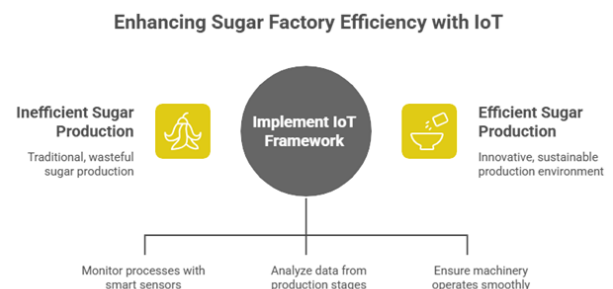 Enhancing Sugar Factory Efficiency with IoT
Inefficient Sugar
Production
Traditional, wasteful
sugar production
Implement IoT
Framework
Efficient Sugar
Production
Innovative, sustainable
production environment
Monitor processes with
smart sensors
Analyze data from
production stages
Ensure machinery
operates smoothly